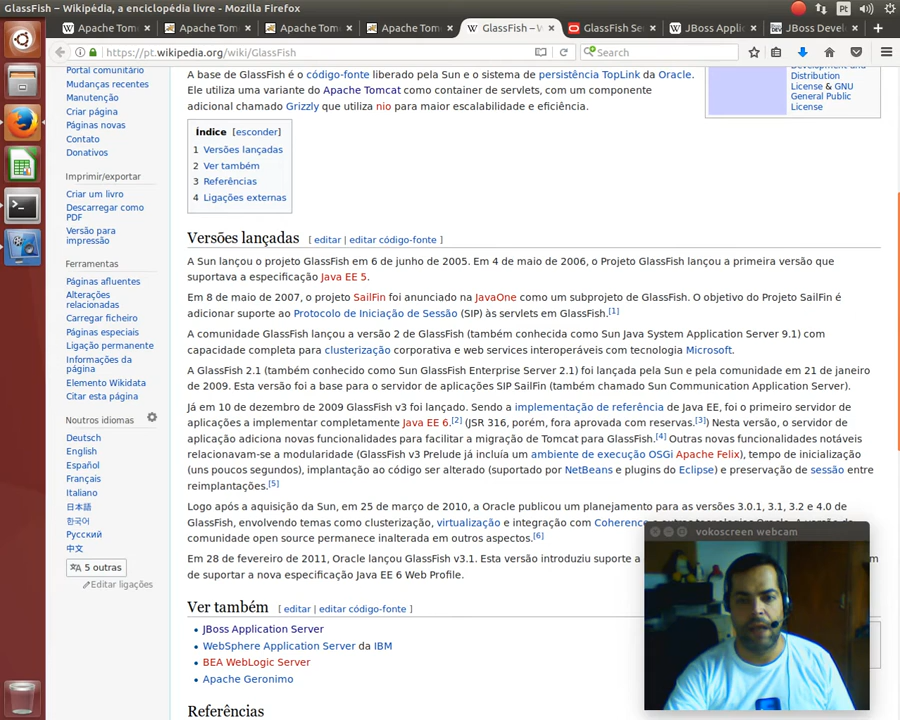 GlassFish – Wikipédia, a enciclopédia livre - Mozilla Firefox
Pt
Apache Tom
Apache Tomc
Apache Tomc
Apache Tomc
GlassFish – W
GlassFish Se
JBoss Applic
JBoss Devel
https://pt.wikipedia.org/wiki/GlassFish
Search
Portal comunitário
Mudanças recentes
Manutenção
Criar página
Páginas novas
Contato
Donativos
Imprimir/exportar
Criar um livro
Descarregar como
PDF
Versão para
impressão
Ferramentas
Páginas afluentes
Alterações
relacionadas
Carregar ficheiro
Páginas especiais
Ligação permanente
Informações da
página
Elemento Wikidata
Citar esta página
Noutros idiomas
Deutsch
English
Español
Français
Italiano
日本語
한국어
Русский
中文
5 outras
Editar ligações
A base de GlassFish é o código-fonte liberado pela Sun e o sistema de persistência TopLink da Oracle.
Ele utiliza uma variante do Apache Tomcat como container de servlets, com um componente
adicional chamado Grizzly que utiliza nio para maior escalabilidade e eficiência.
Distribution
License & GNU
General Public
License
Índice [esconder]
1 Versões lançadas
2 Ver também
3 Referências
4 Ligações externas
Versões lançadas [ editar | editar código-fonte ]
A Sun lançou o projeto GlassFish em 6 de junho de 2005. Em 4 de maio de 2006, o Projeto GlassFish lançou a primeira versão que
suportava a especificação Java EE 5.
Em 8 de maio de 2007, o projeto SailFin foi anunciado na JavaOne como um subprojeto de GlassFish. O objetivo do Projeto SailFin é
adicionar suporte ao Protocolo de Iniciação de Sessão (SIP) às servlets em GlassFish.[1]
A comunidade GlassFish lançou a versão 2 de GlassFish (também conhecida como Sun Java System Application Server 9.1) com
capacidade completa para clusterização corporativa e web services interoperáveis com tecnologia Microsoft.
A GlassFish 2.1 (também conhecido como Sun GlassFish Enterprise Server 2.1) foi lançada pela Sun e pela comunidade em 21 de janeiro
de 2009. Esta versão foi a base para o servidor de aplicações SIP SailFin (também chamado Sun Communication Application Server).
Já em 10 de dezembro de 2009 GlassFish v3 foi lançado. Sendo a implementação de referência de Java EE, foi o primeiro servidor de
aplicações a implementar completamente Java EE 6.[2] (JSR 316, porém, fora aprovada com reservas.[3]) Nesta versão, o servidor de
aplicação adiciona novas funcionalidades para facilitar a migração de Tomcat para GlassFish.[4] Outras novas funcionalidades notáveis
relacionavam-se a modularidade (GlassFish v3 Prelude já incluía um ambiente de execução OSGi Apache Felix), tempo de inicialização
(uns poucos segundos), implantação ao código ser alterado (suportado por NetBeans e plugins do Eclipse) e preservação de sessão entre
reimplantações.[5]
Logo após a aquisição da Sun, em 25 de março de 2010, a Oracle publicou um planejamento para as versões 3.0.1, 3.1, 3.2 e 4.0 de
GlassFish, envolvendo temas como clusterização, virtualização e integração com Coherence
comunidade open source permanece inalterada em outros aspectos.[6]
Em 28 de fevereiro de 2011, Oracle lançou GlassFish v3.1. Esta versão introduziu suporte a
de suportar a nova especificação Java EE 6 Web Profile.
vokoscreen webcam
Ver também [ editar | editar código-fonte ]
JBoss Application Server
WebSphere Application Server da IBM
BEA WebLogic Server
Apache Geronimo
Referências